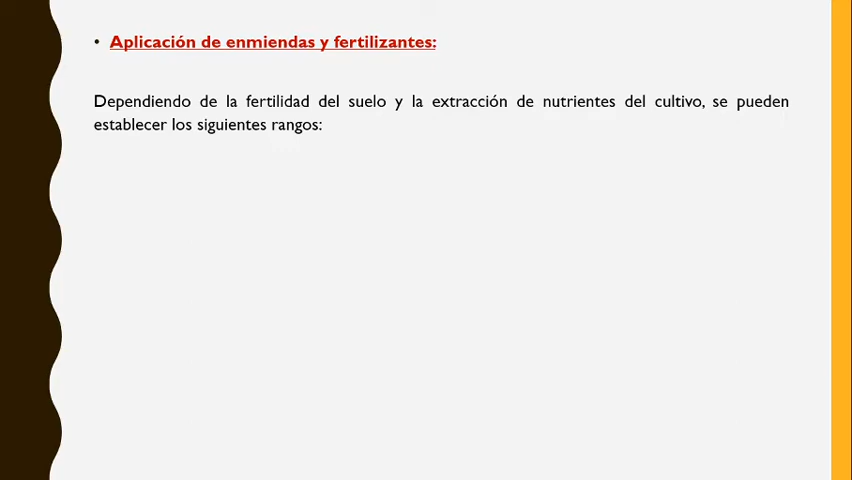 • Aplicación de enmiendas y fertilizantes:
Dependiendo de la fertilidad del suelo y la extracción de nutrientes del cultivo, se pueden
establecer los siguientes rangos: